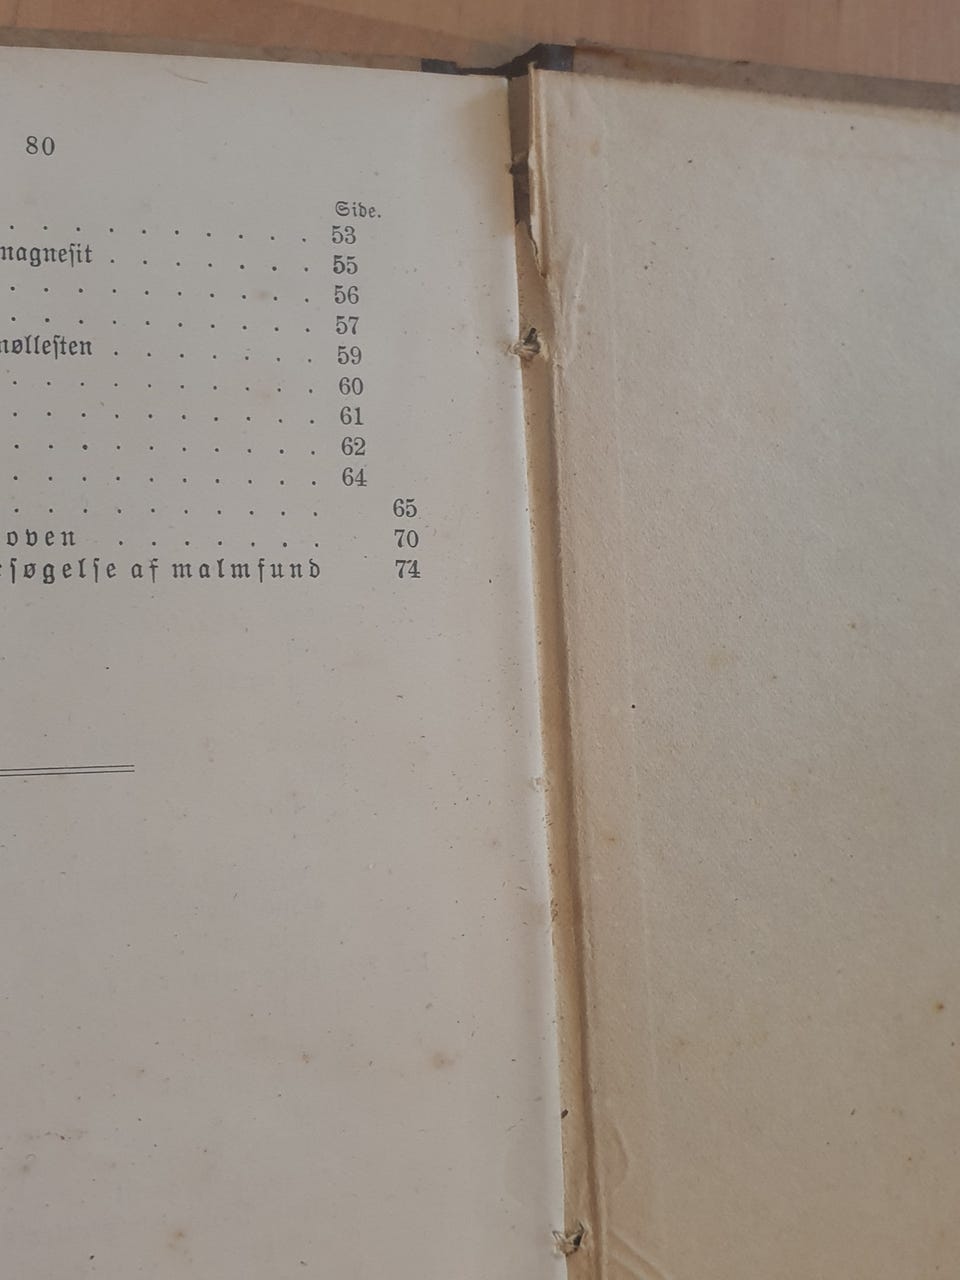 80
Side.
. . . . . . . . . . 53
magnesit . . . . . . . 55
. . . . . . . . . . 56
. . . . . . . . . . 57
møllesten . . . . . . . 59
. . . . . . . . . . 60
. . . . . . . . . . 61
. . . . . . . . . . 62
. . . . . . . . . . 64
. . . . . . . . . . 65
oven . . . . . . . 70
søgelse af malmfund 74